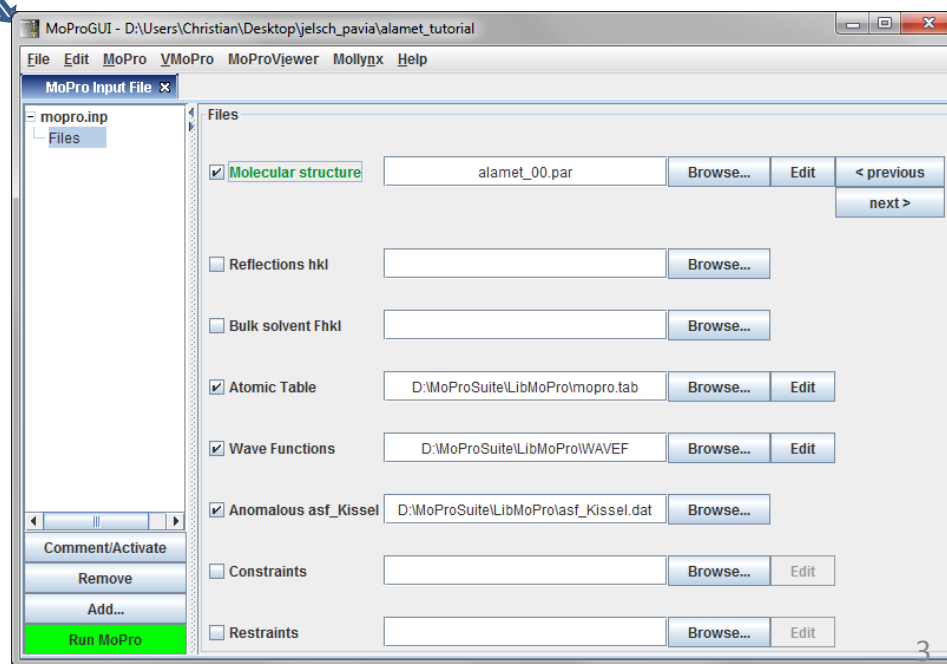 MoProGUI - D:\Users\Christian\Desktop\jelsch_pavia\alamet_tutorial
File Edit MoPro VMoPro MoProViewer Mollynx Help
MoPro Input File
mopro.inp
Files
Files
Molecular structure alamet_00.par Browse... Edit < previous
next >
Reflections hkl Browse...
Bulk solvent Fhkl Browse...
Atomic Table D:\MoProSuite\LibMoPro\mopro.tab Browse... Edit
Wave Functions D:\MoProSuite\LibMoPro\WAVEF Browse... Edit
Anomalous asf_Kissel D:\MoProSuite\LibMoPro\asf_Kissel.dat Browse...
Constraints Browse... Edit
Restraints Browse... Edit
Comment/Activate
Remove
Add...
Run MoPro
3